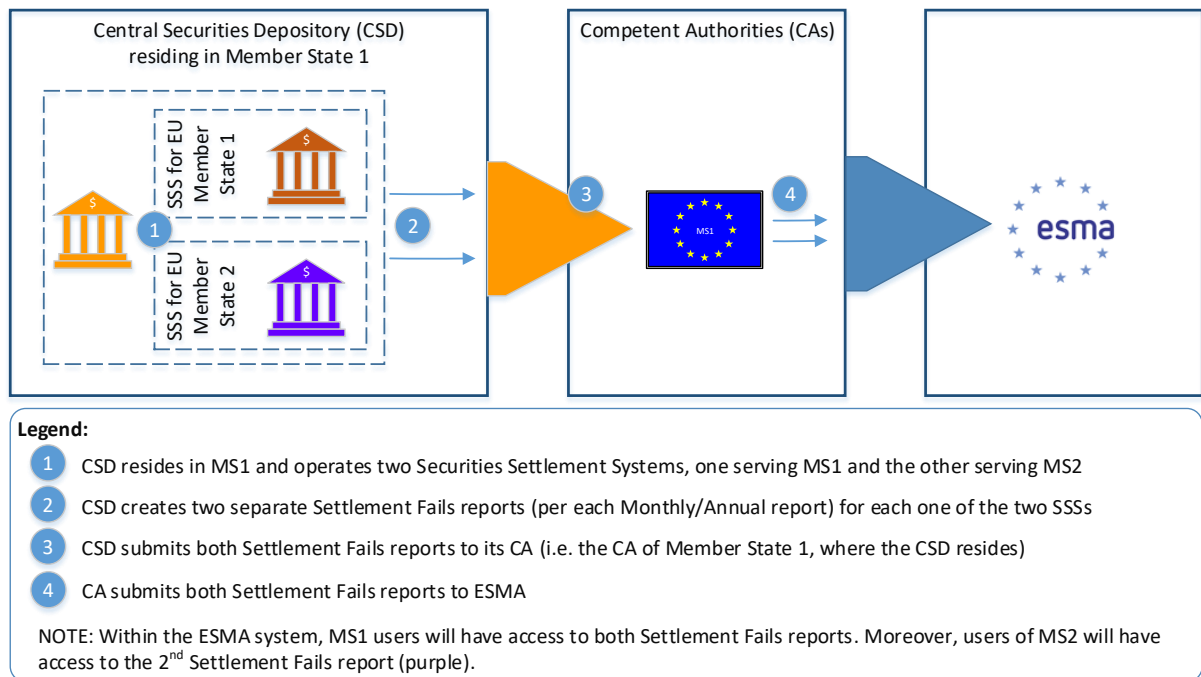 Central Securities Depository (CSD)
residing in Member State 1
Competent Authorities (CAs)
$
1
SSS for EU
Member
State 1
$
SSS for EU
Member
State 2
$
2
3
MS1
4
esma
Legend:
1 CSD resides in MS1 and operates two Securities Settlement Systems, one serving MS1 and the other serving MS2
2 CSD creates two separate Settlement Fails reports (per each Monthly/Annual report) for each one of the two SSSs
3 CSD submits both Settlement Fails reports to its CA (i.e. the CA of Member State 1, where the CSD resides)
4 CA submits both Settlement Fails reports to ESMA
NOTE: Within the ESMA system, MS1 users will have access to both Settlement Fails reports. Moreover, users of MS2 will have
access to the 2nd Settlement Fails report (purple).